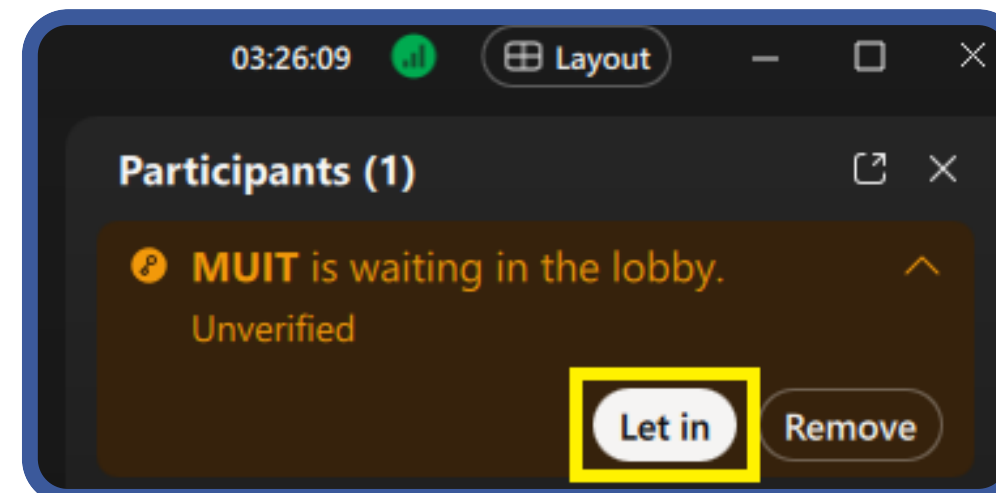 03:26:09 Layout
Participants (1)
MUIT is waiting in the lobby.
Unverified
Let in Remove